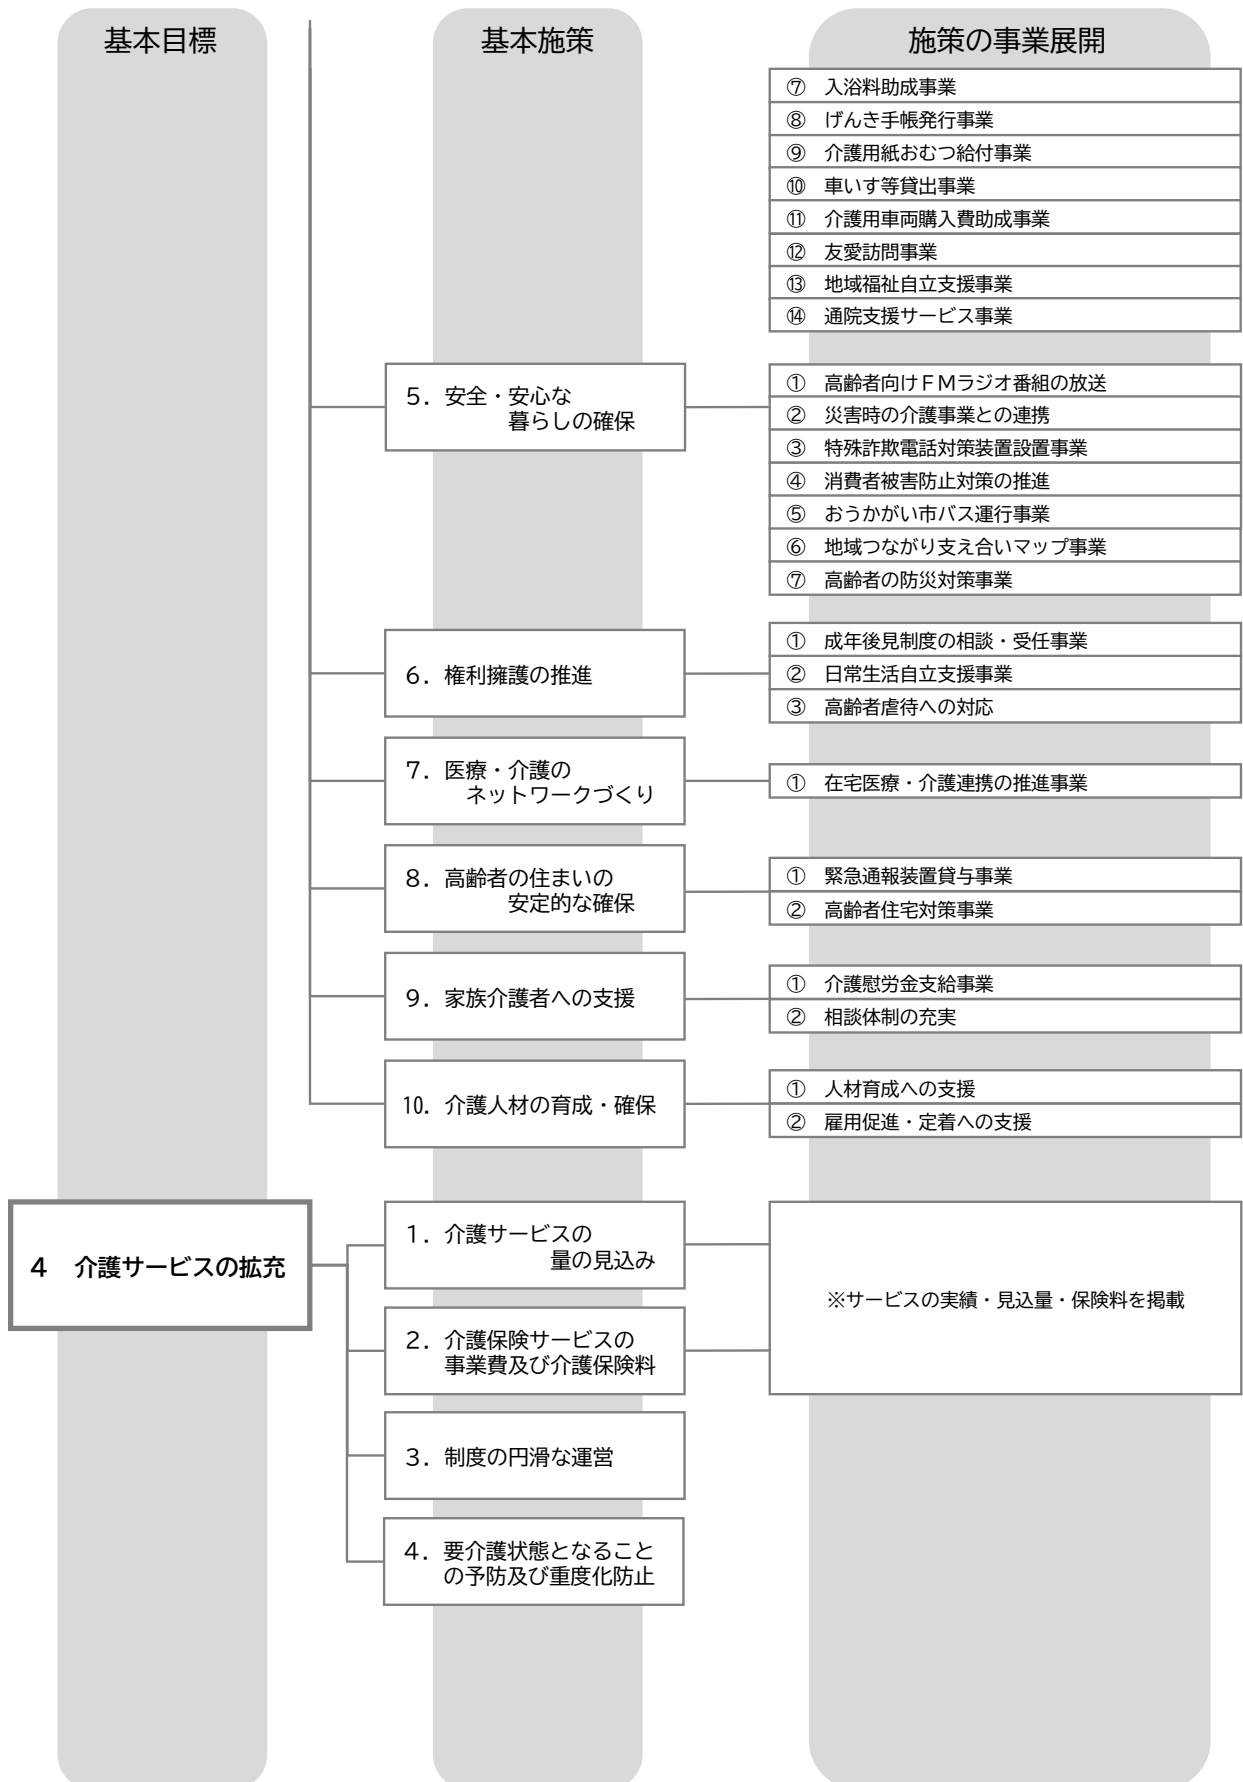 基本目標
基本施策
施策の事業展開
⑦ 入浴料助成事業
⑧ げんき手帳発行事業
⑨ 介護用紙おむつ給付事業
⑩ 車いす等貸出事業
⑪ 介護用車両購入費助成事業
⑫ 友愛訪問事業
⑬ 地域福祉自立支援事業
⑭ 通院支援サービス事業
５．安全・安心な
暮らしの確保
① 高齢者向けＦＭラジオ番組の放送
② 災害時の介護事業との連携
③ 特殊詐欺電話対策装置設置事業
④ 消費者被害防止対策の推進
⑤ おうかがい市バス運行事業
⑥ 地域つながり支え合いマップ事業
⑦ 高齢者の防災対策事業
６．権利擁護の推進
① 成年後見制度の相談・受任事業
② 日常生活自立支援事業
③ 高齢者虐待への対応
７．医療・介護の
ネットワークづくり
① 在宅医療・介護連携の推進事業
８．高齢者の住まいの
安定的な確保
① 緊急通報装置貸与事業
② 高齢者住宅対策事業
９．家族介護者への支援
① 介護慰労金支給事業
② 相談体制の充実
10．介護人材の育成・確保
① 人材育成への支援
② 雇用促進・定着への支援
４ 介護サービスの拡充
１．介護サービスの
量の見込み
２．介護保険サービスの
事業費及び介護保険料
※サービスの実績・見込量・保険料を掲載
３．制度の円滑な運営
４．要介護状態となること
の予防及び重度化防止